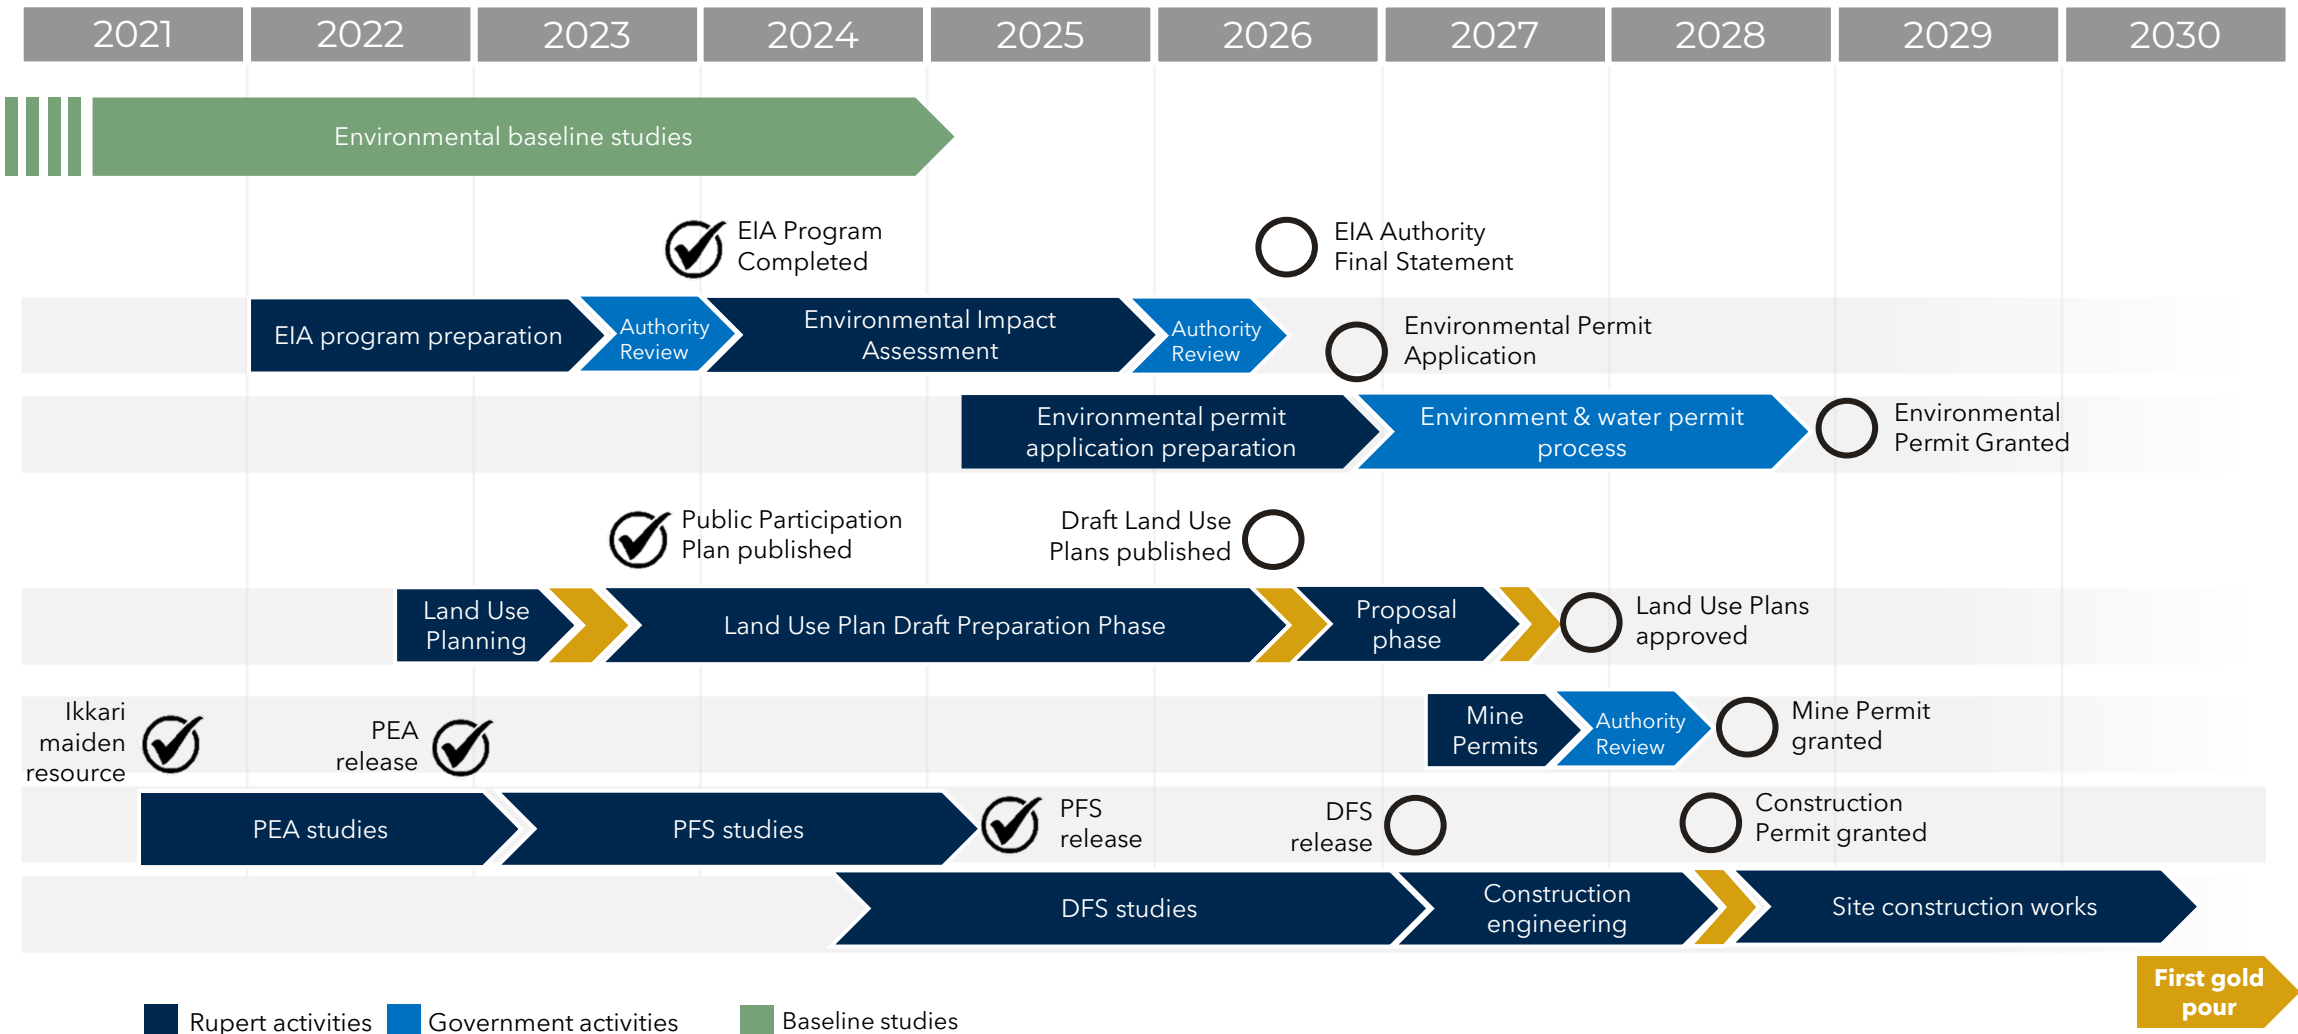 2021 2022 2023 2024 2025 2026 2027 2028 2029 2030
Environmental baseline studies
EIA Program
Completed
EIA Authority
Final Statement
EIA program preparation
Authority
Review
Environmental Impact
Assessment
Authority
Review
Environmental Permit
Application
Environmental permit
application preparation
Environment & water permit
process
Environmental
Permit Granted
Public Participation
Plan published
Draft Land Use
Plans published
Land Use
Planning
Land Use Plan Draft Preparation Phase
Proposal
phase
Land Use Plans
approved
Ikkari
maiden
resource
PEA
release
Mine
Permits
Authority
Review
Mine Permit
granted
PEA studies
PFS studies
PFS
release
DFS
release
Construction
Permit granted
DFS studies
Construction
engineering
Site construction works
First gold
pour
Rupert activities
Government activities
Baseline studies